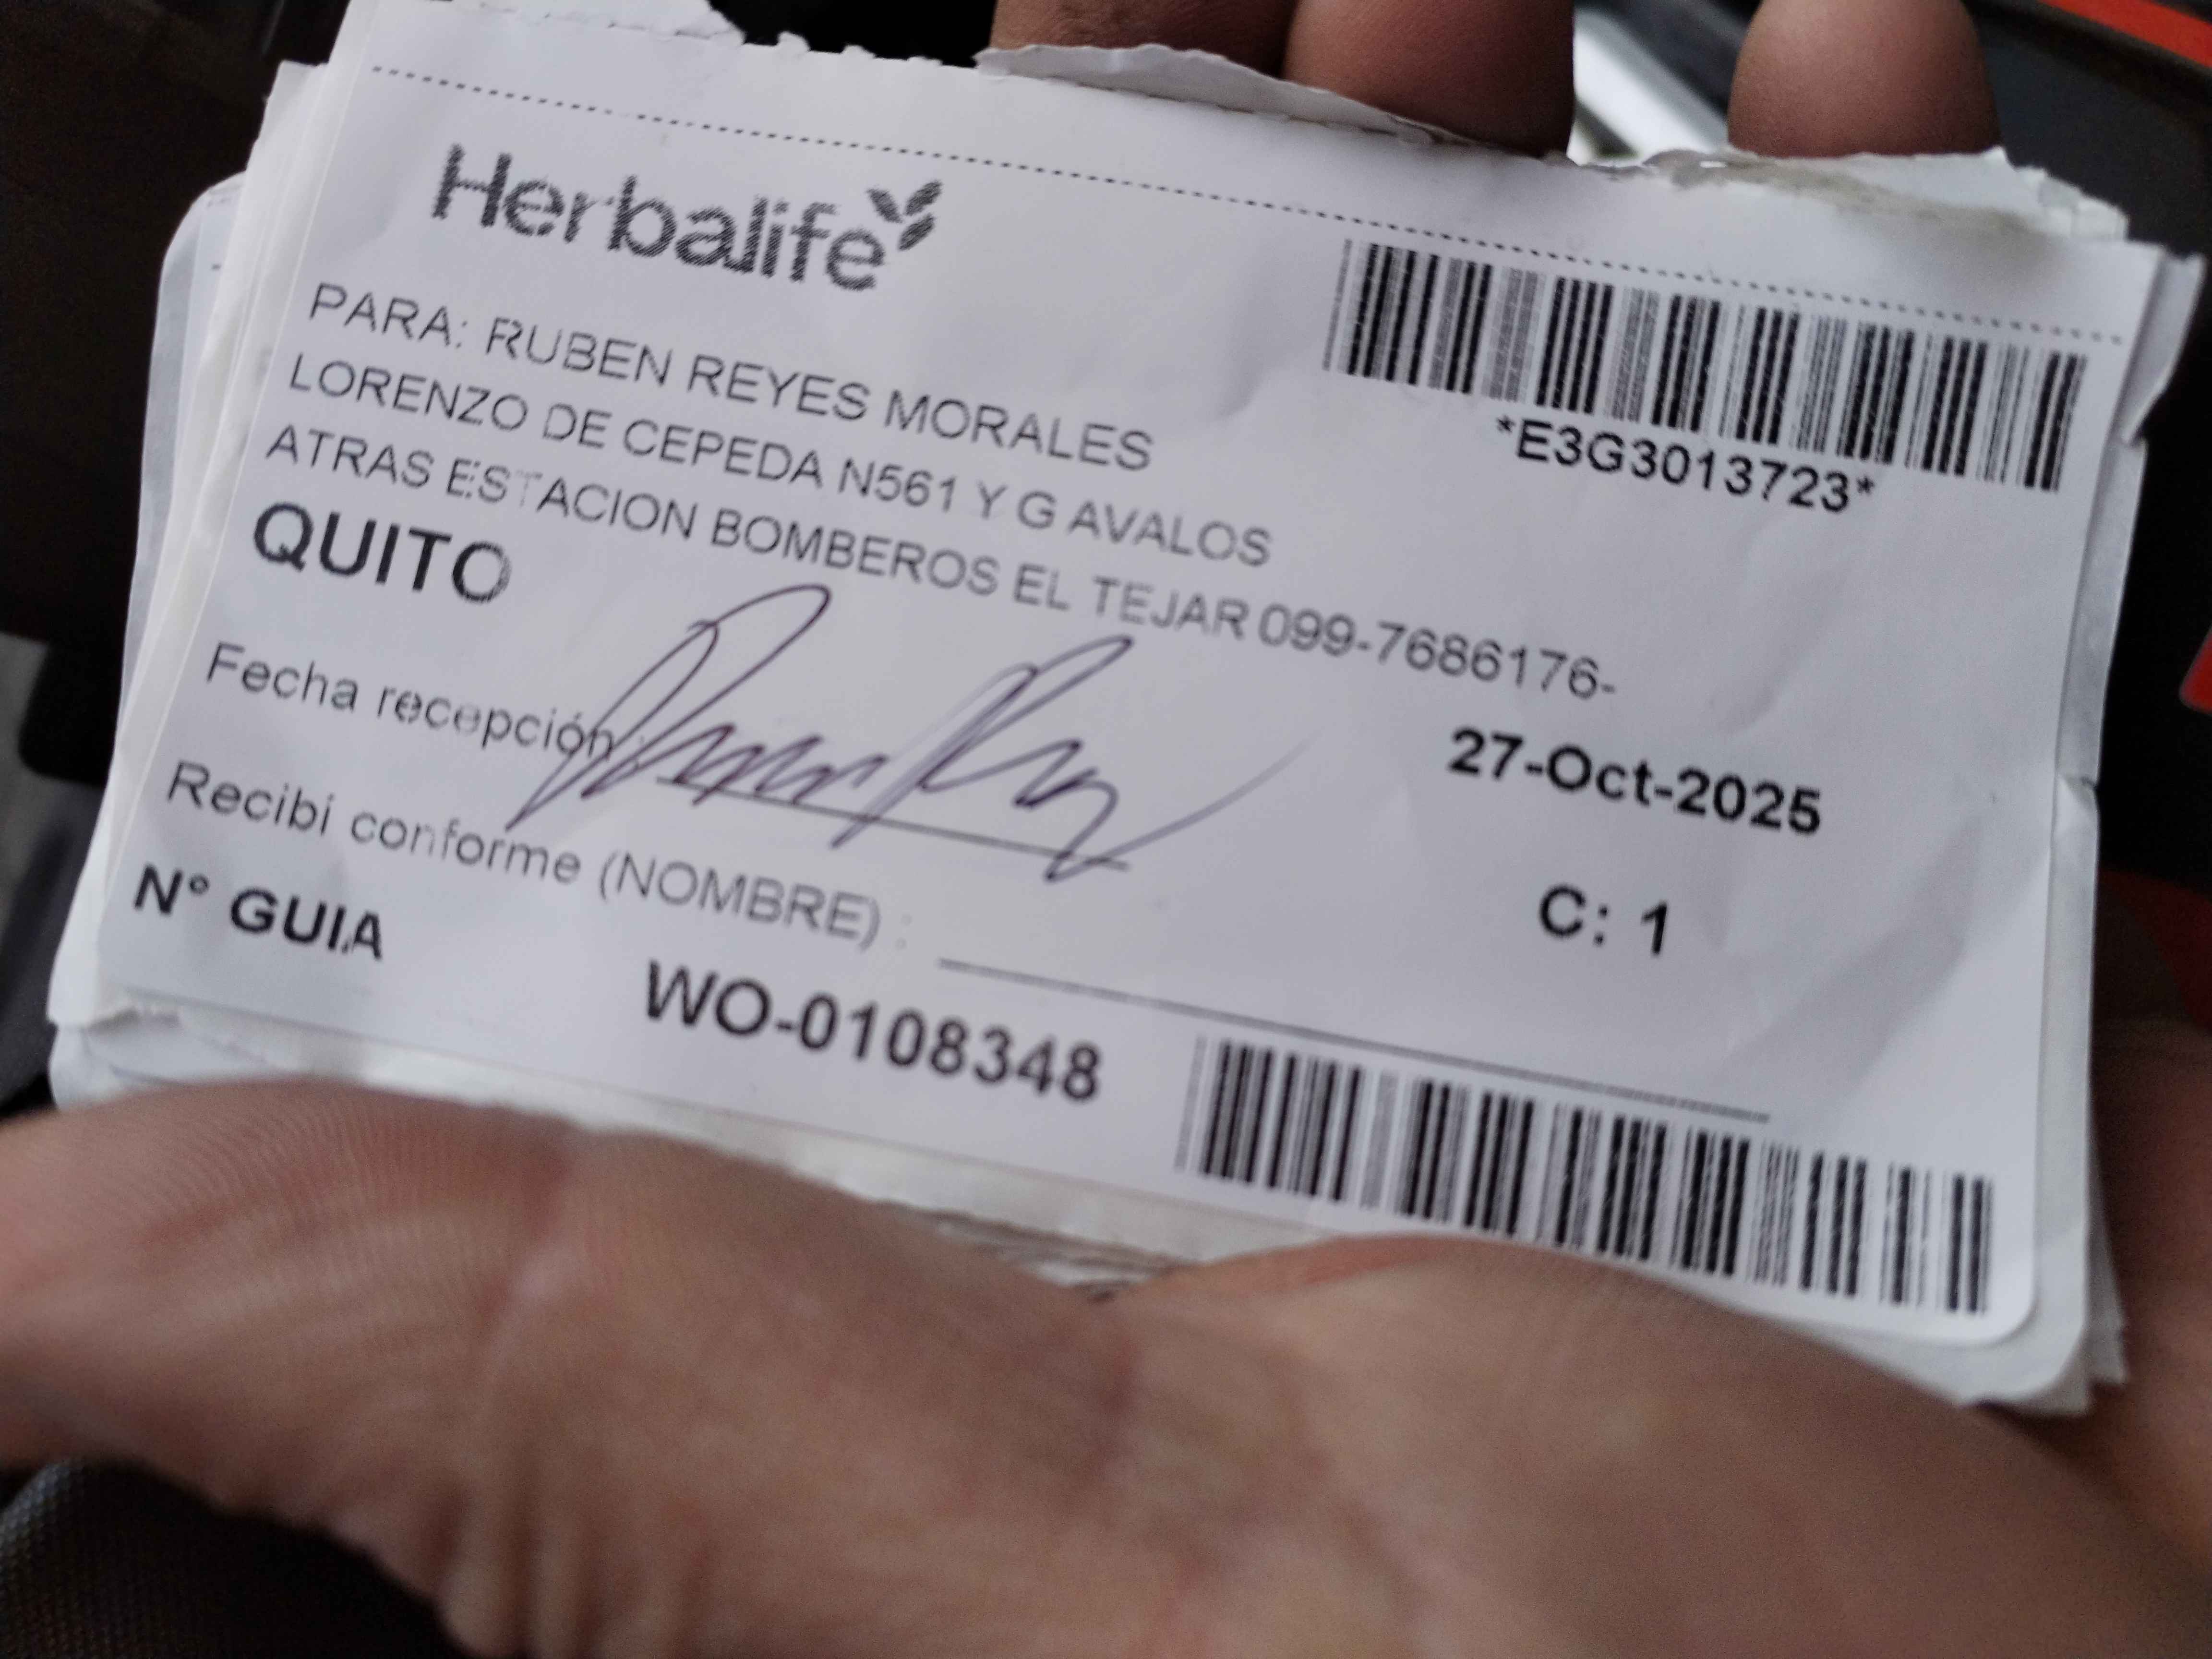 Herbalife
*E3G3013723*
PARA: RUBEN REYES MORALES
LORENZO DE CEPEDA N561 Y G AVALOS
ATRAS ESTACION BOMBEROS EL TEJAR 099-7686176-
QUITO
Fecha recepción:
27-Oct-2025
Recibi conforme (NOMBRE) :
C: 1
N° GUIA
WO-0108348